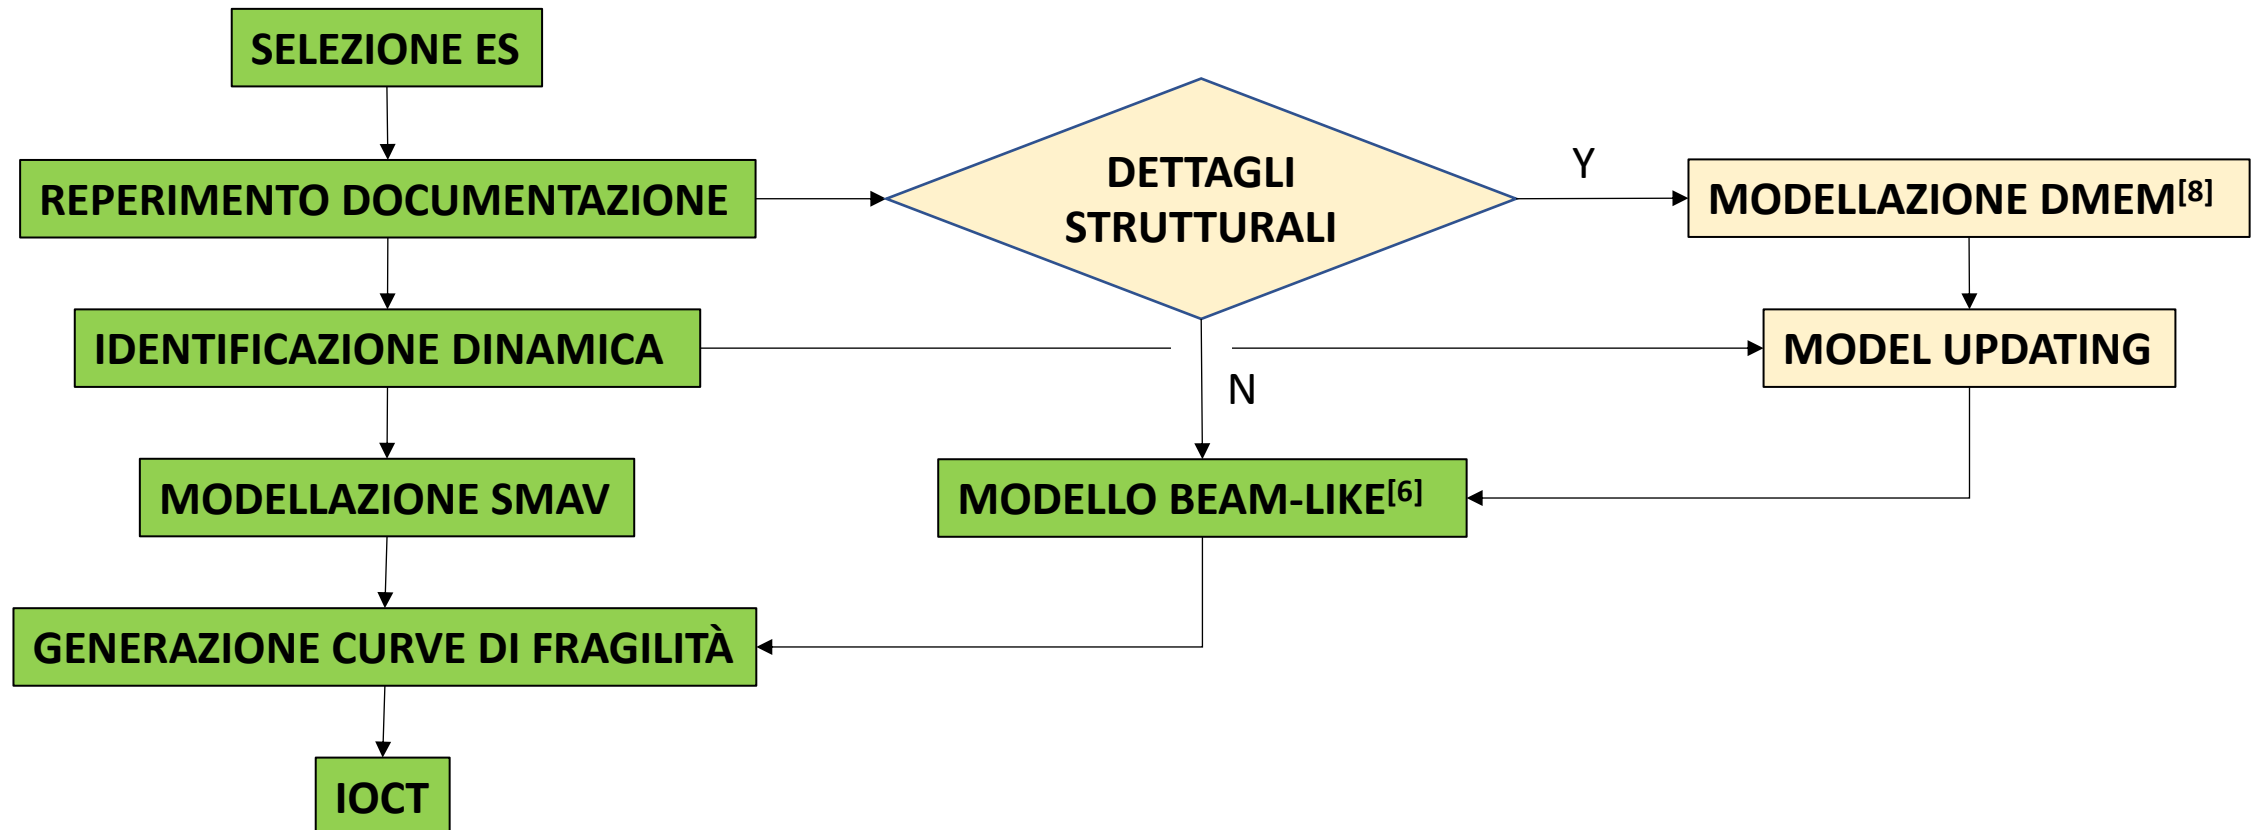 SELEZIONE ES
REPERIMENTO DOCUMENTAZIONE
DETTAGLI
STRUTTURALI
Y
MODELLAZIONE DMEM[8]
IDENTIFICAZIONE DINAMICA
MODEL UPDATING
N
MODELLAZIONE SMAV
MODELLO BEAM-LIKE[6]
GENERAZIONE CURVE DI FRAGILITÀ
IOCT